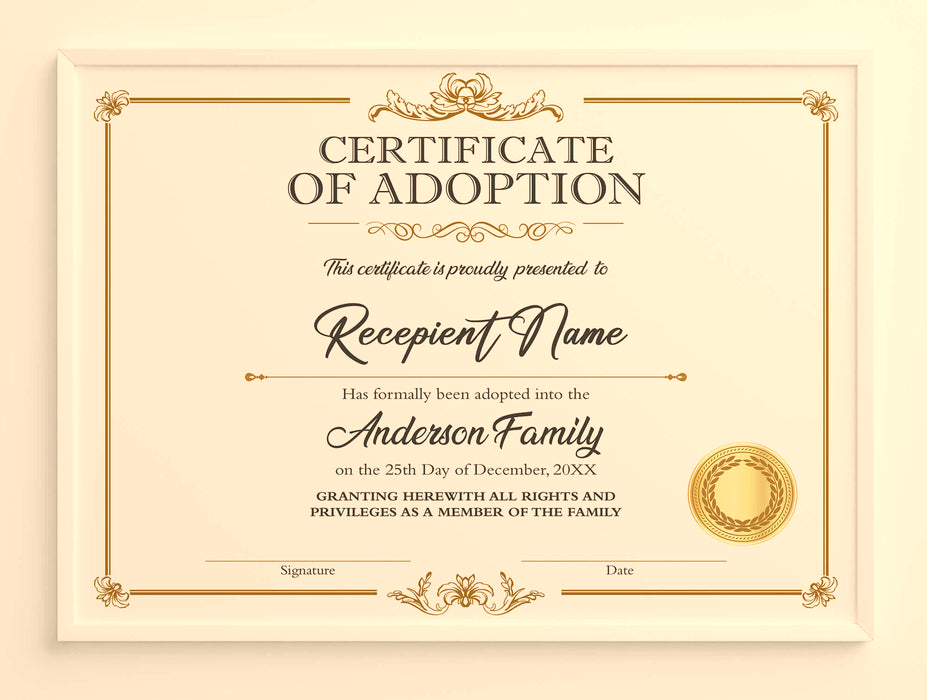 CERTIFICATE
OF ADOPTION
This certificate is proudly presented to
Recepient Name
Has formally been adopted into the
Anderson Family
on the 25th Day of December, 20XX
GRANTING HEREWITH ALL RIGHTS AND
PRIVILEGES AS A MEMBER OF THE FAMILY
Signature Date